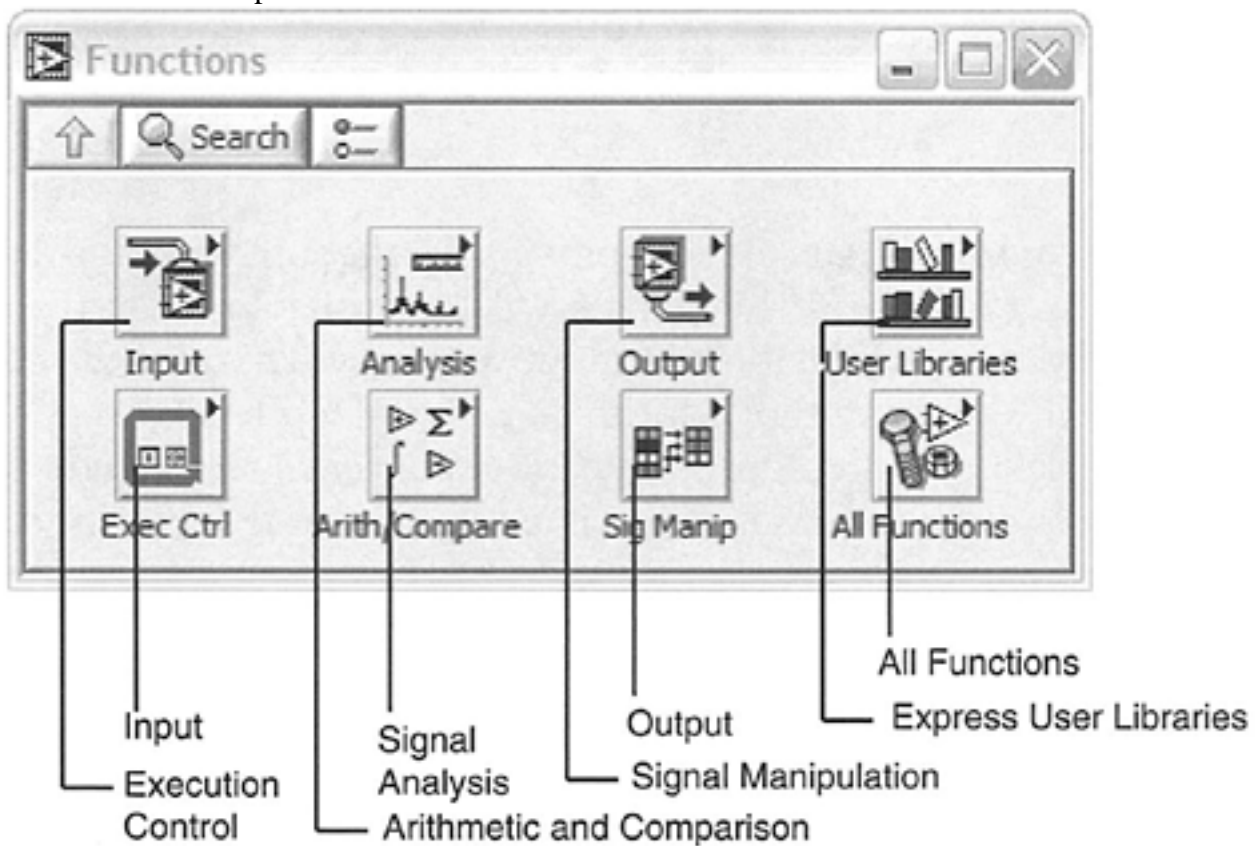 Functions
Search
Input Analysis Output User Libraries
Exec Ctrl Arith/Compare Sig Manip All Functions
All Functions
Input Output Express User Libraries
Signal
Analysis
Execution
Control
Signal Manipulation
Arithmetic and Comparison